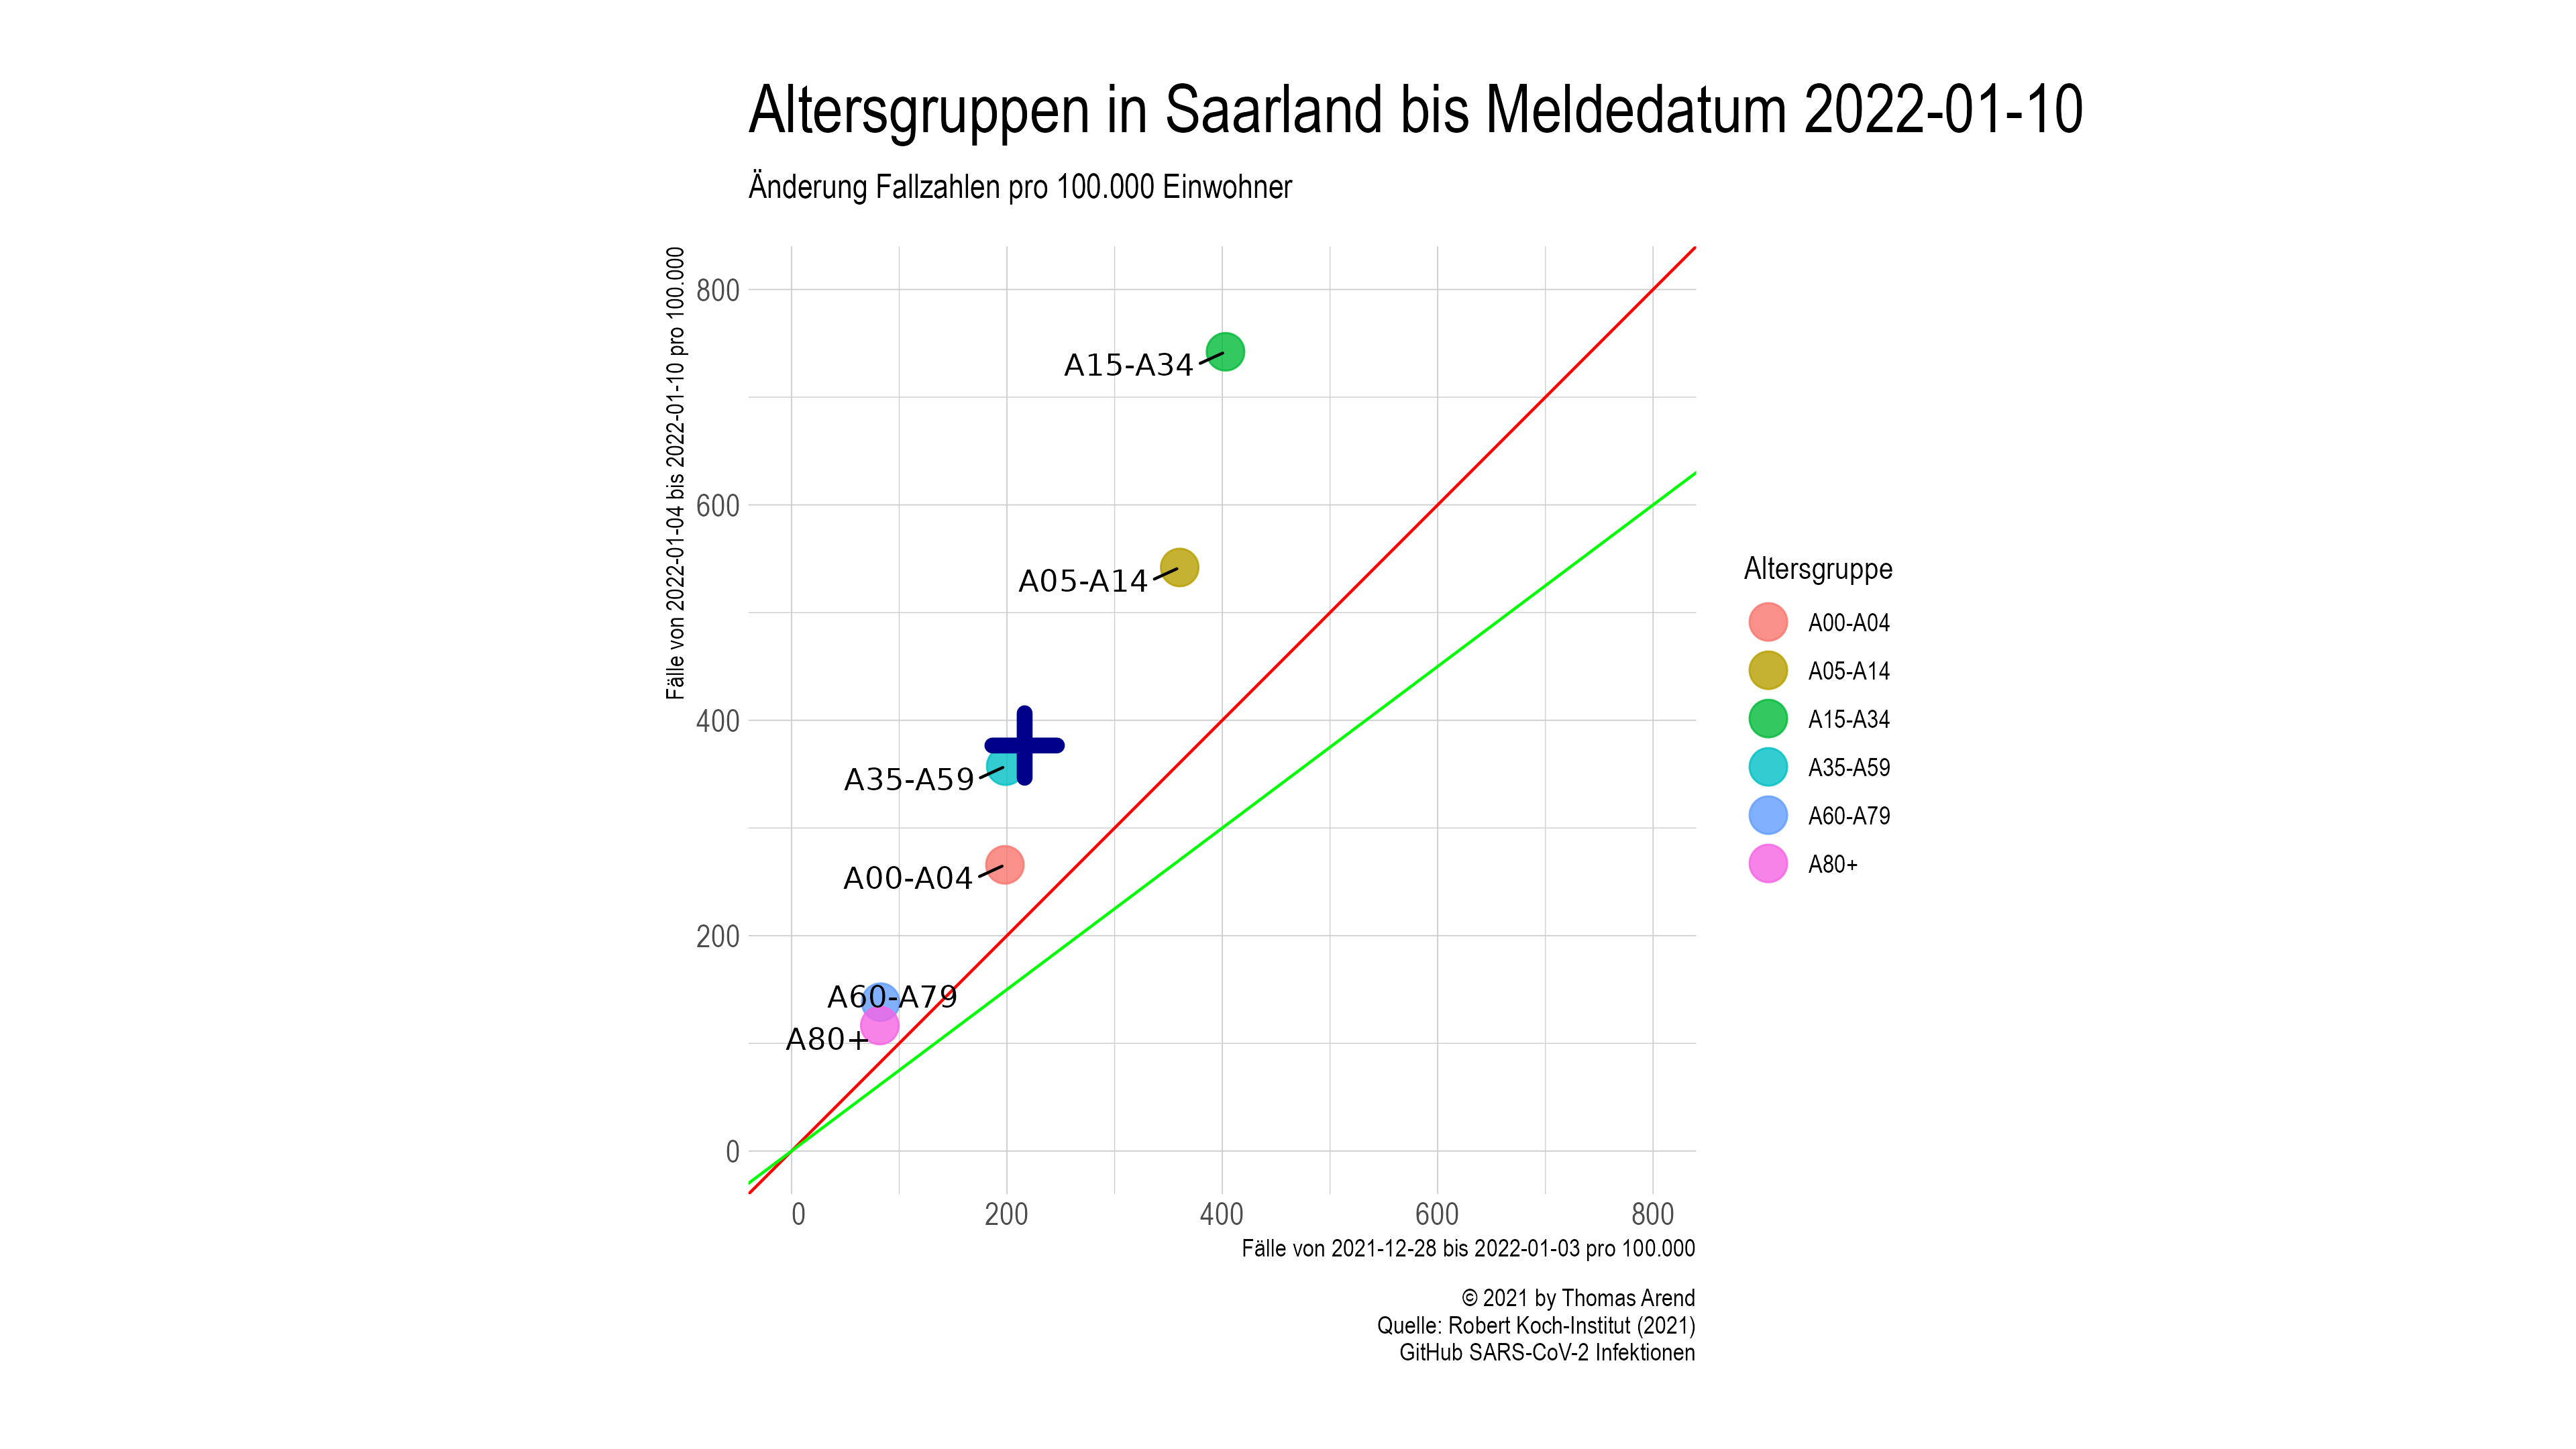 Altersgruppen in Saarland bis Meldedatum 2022-01-10
Änderung Fallzahlen pro 100.000 Einwohner
Fälle von 2022-01-04 bis 2022-01-10 pro 100.000
800
600
400
200
0
A15-A34
A05-A14
A35-A59
A00-A04
A60-A79
A80+
0 200 400 600 800
Fälle von 2021-12-28 bis 2022-01-03 pro 100.000
Altersgruppe
A00-A04
A05-A14
A15-A34
A35-A59
A60-A79
A80+
© 2021 by Thomas Arend
Quelle: Robert Koch-Institut (2021)
GitHub SARS-CoV-2 Infektionen